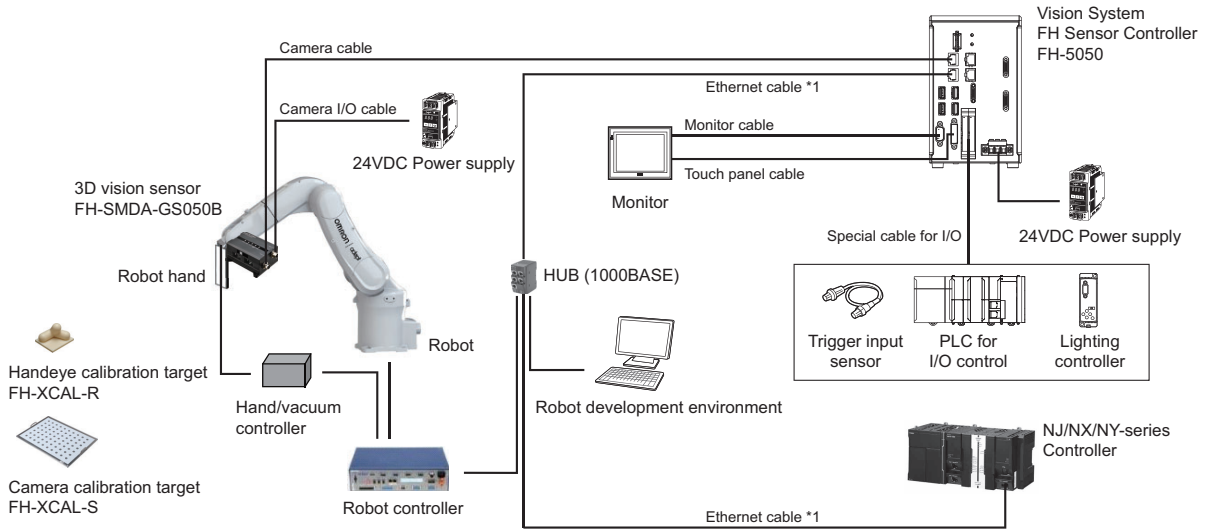 Vision System
FH Sensor Controller
FH-5050
Camera cable
Ethernet cable *1
Camera I/O cable
24VDC Power supply
Monitor cable
Touch panel cable
Monitor
3D vision sensor
FH-SMDA-GS050B
omron | adept
Robot hand
Special cable for I/O
24VDC Power supply
HUB (1000BASE)
Trigger input
sensor
PLC for
I/O control
Lighting
controller
Robot
Handeye calibration target
FH-XCAL-R
Hand/vacuum
controller
Robot development environment
NJ/NX/NY-series
Controller
Camera calibration target
FH-XCAL-S
Robot controller
Ethernet cable *1